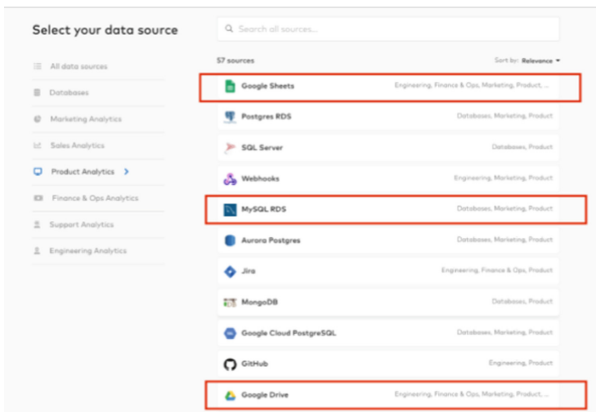 Select your data source
Search all sources...
57 sources
Sort by: Relevance
All data sources
Databases
Marketing Analytics
Sales Analytics
Product Analytics
Finance & Ops Analytics
Support Analytics
Engineering Analytics
Google Sheets Engineering, Finance & Ops, Marketing, Product, ...
Postgres RDS Databases, Marketing, Product
SQL Server Databases, Product
Webhooks Engineering, Marketing, Product
MySQL RDS Databases, Marketing, Product
Aurora Postgres Databases, Marketing, Product
Jira Engineering, Finance & Ops, Product
MongoDB Databases, Product
Google Cloud PostgreSQL Databases, Marketing, Product
GitHub Engineering, Product
Google Drive Engineering, Finance & Ops, Marketing, Product, ...